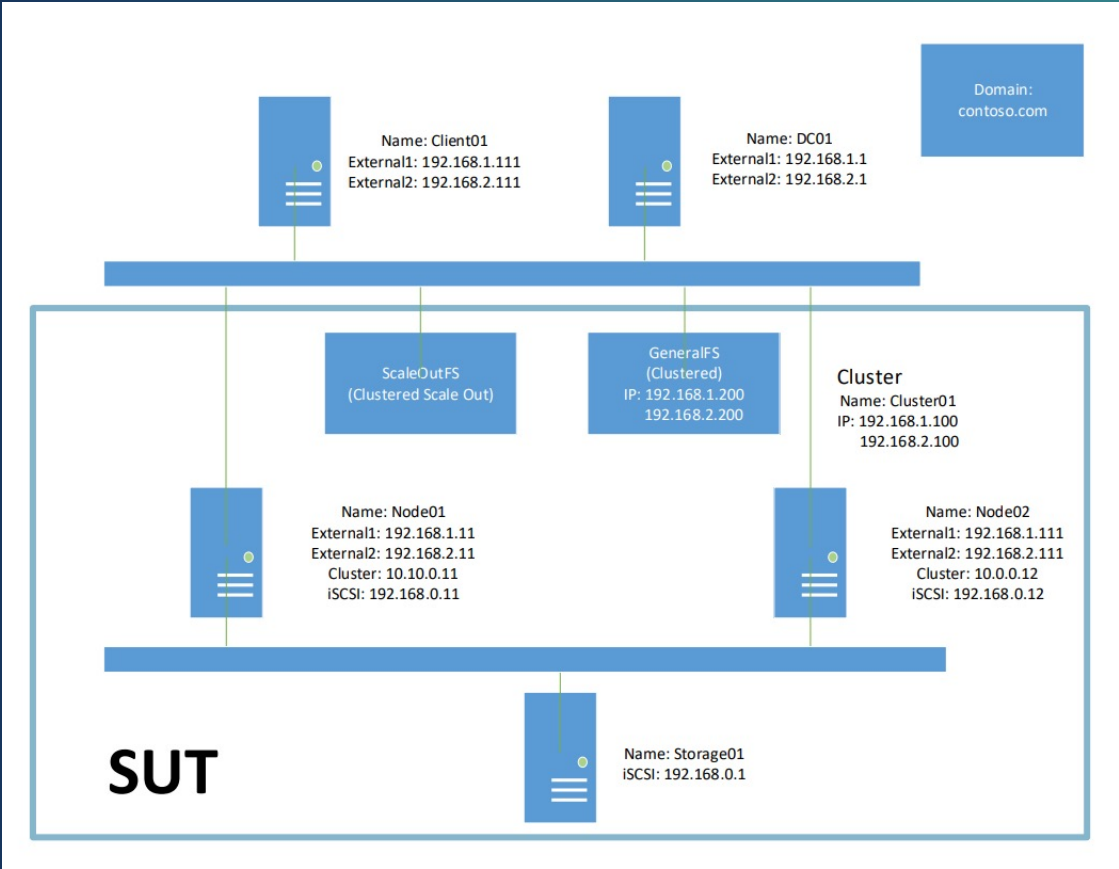 Domain:
contoso.com
Name: Client01
External1: 192.168.1.111
External2: 192.168.2.111
Name: DC01
External1: 192.168.1.1
External2: 192.168.2.1
ScaleOutFS
(Clustered Scale Out)
GeneralFS
(Clustered)
IP: 192.168.1.200
192.168.2.200
Cluster
Name: Cluster01
IP: 192.168.1.100
192.168.2.100
Name: Node01
External1: 192.168.1.11
External2: 192.168.2.11
Cluster: 10.10.0.11
iSCSI: 192.168.0.11
Name: Node02
External1: 192.168.1.111
External2: 192.168.2.111
Cluster: 10.0.0.12
iSCSI: 192.168.0.12
SUT
Name: Storage01
iSCSI: 192.168.0.1